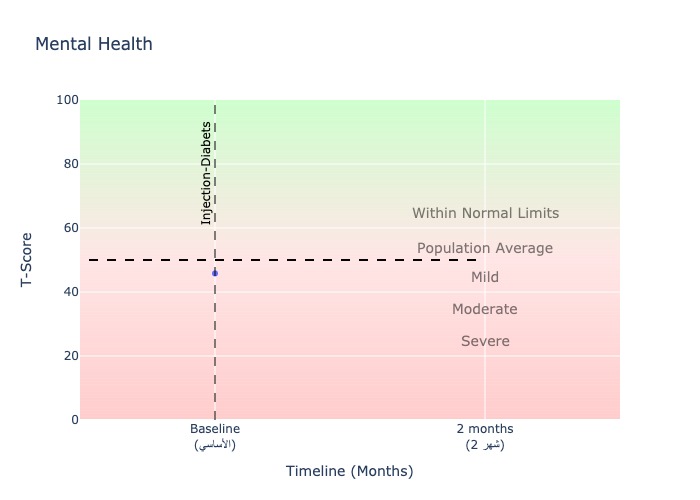 Mental Health
100
80
60
40
20
0
T-Score
Injection-Diabets
Within Normal Limits
Population Average
Mild
Moderate
Severe
Baseline
(الأساسي)
2 months
(2 شهر)
Timeline (Months)